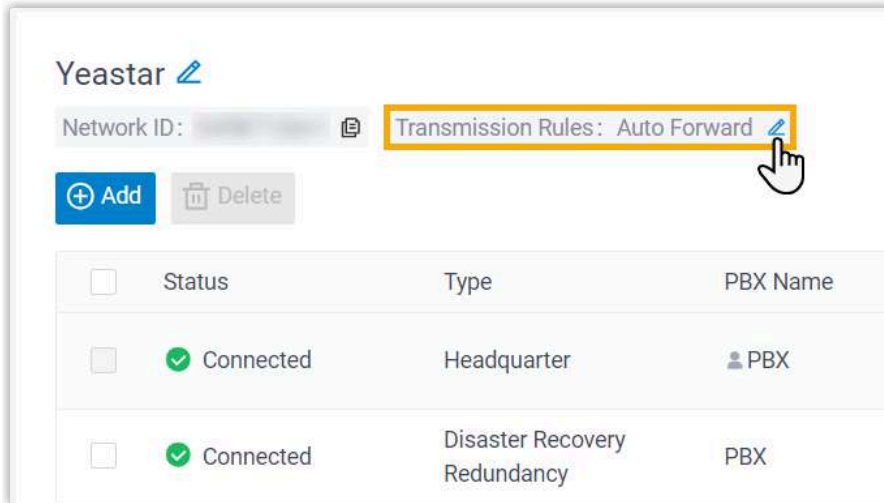 Yeastar
Network ID: Transmission Rules: Auto Forward
Add Delete
Status Type PBX Name
Connected Headquarter PBX
Connected Disaster Recovery Redundancy PBX